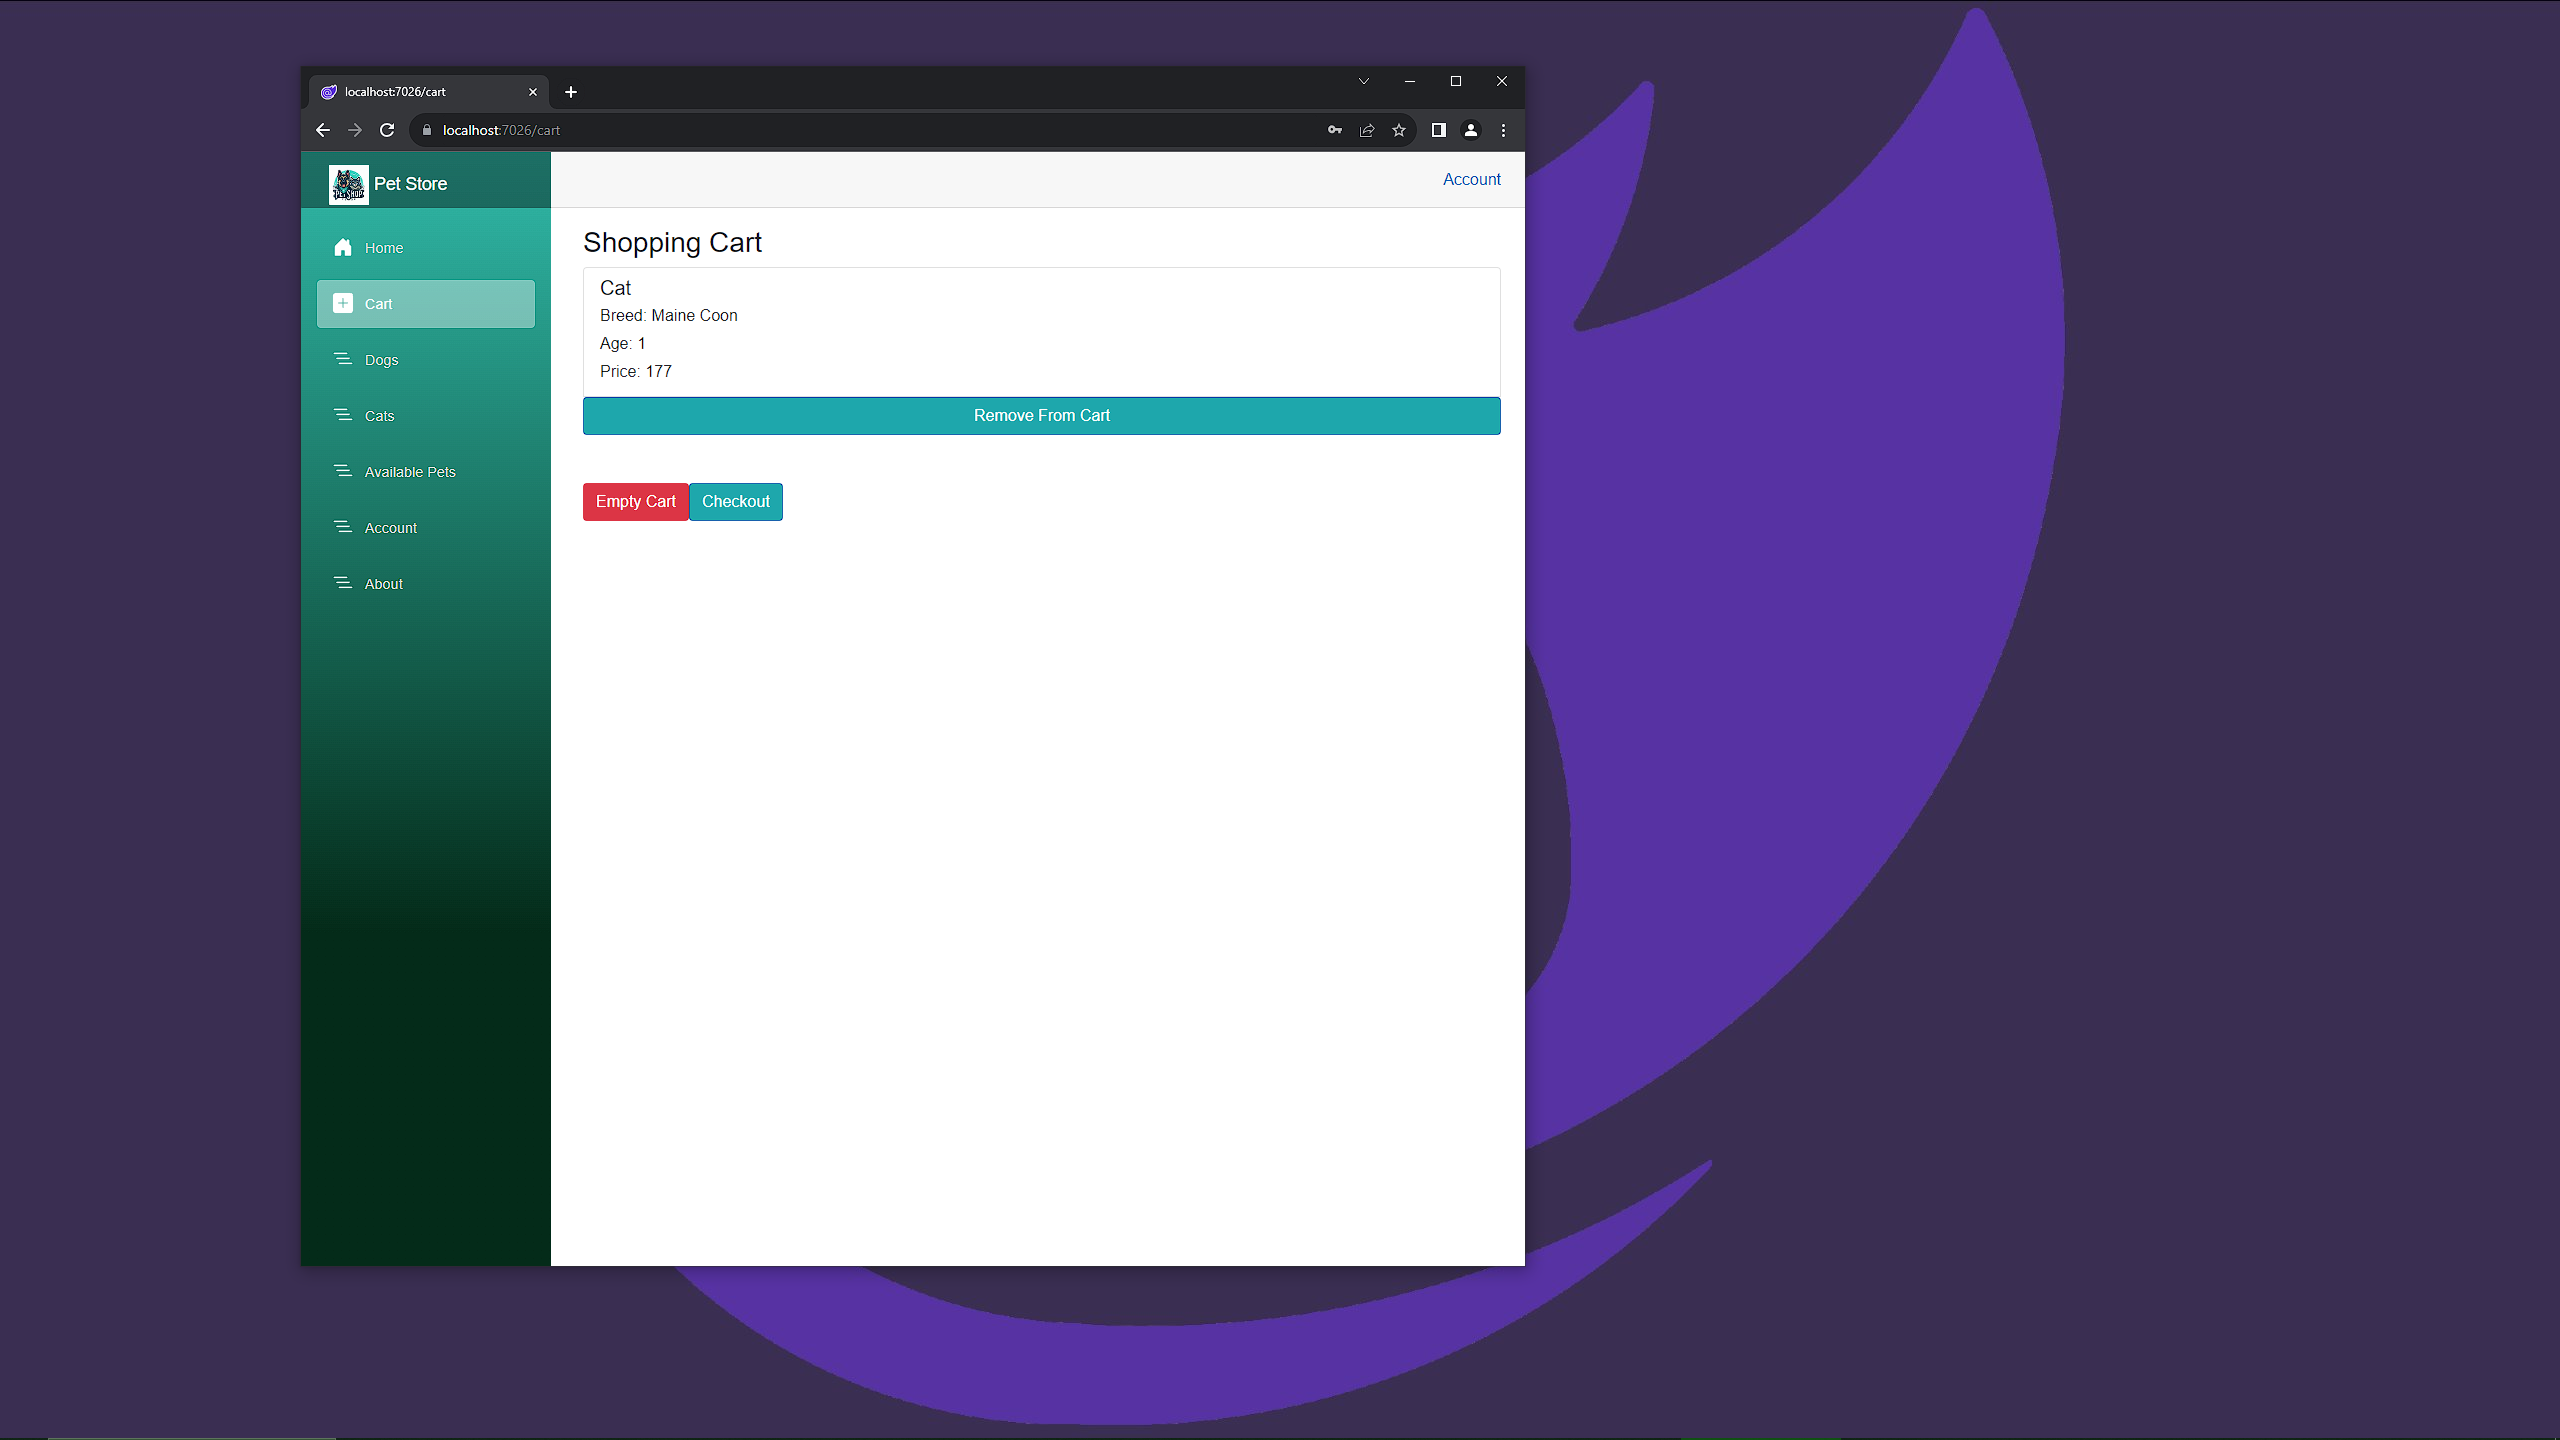 localhost:7026/cart
localhost:7026/cart
PETSHOP
Pet Store
Account
Home
Cart
Dogs
Cats
Available Pets
Account
About
Shopping Cart
Cat
Breed: Maine Coon
Age: 1
Price: 177
Remove From Cart
Empty Cart
Checkout